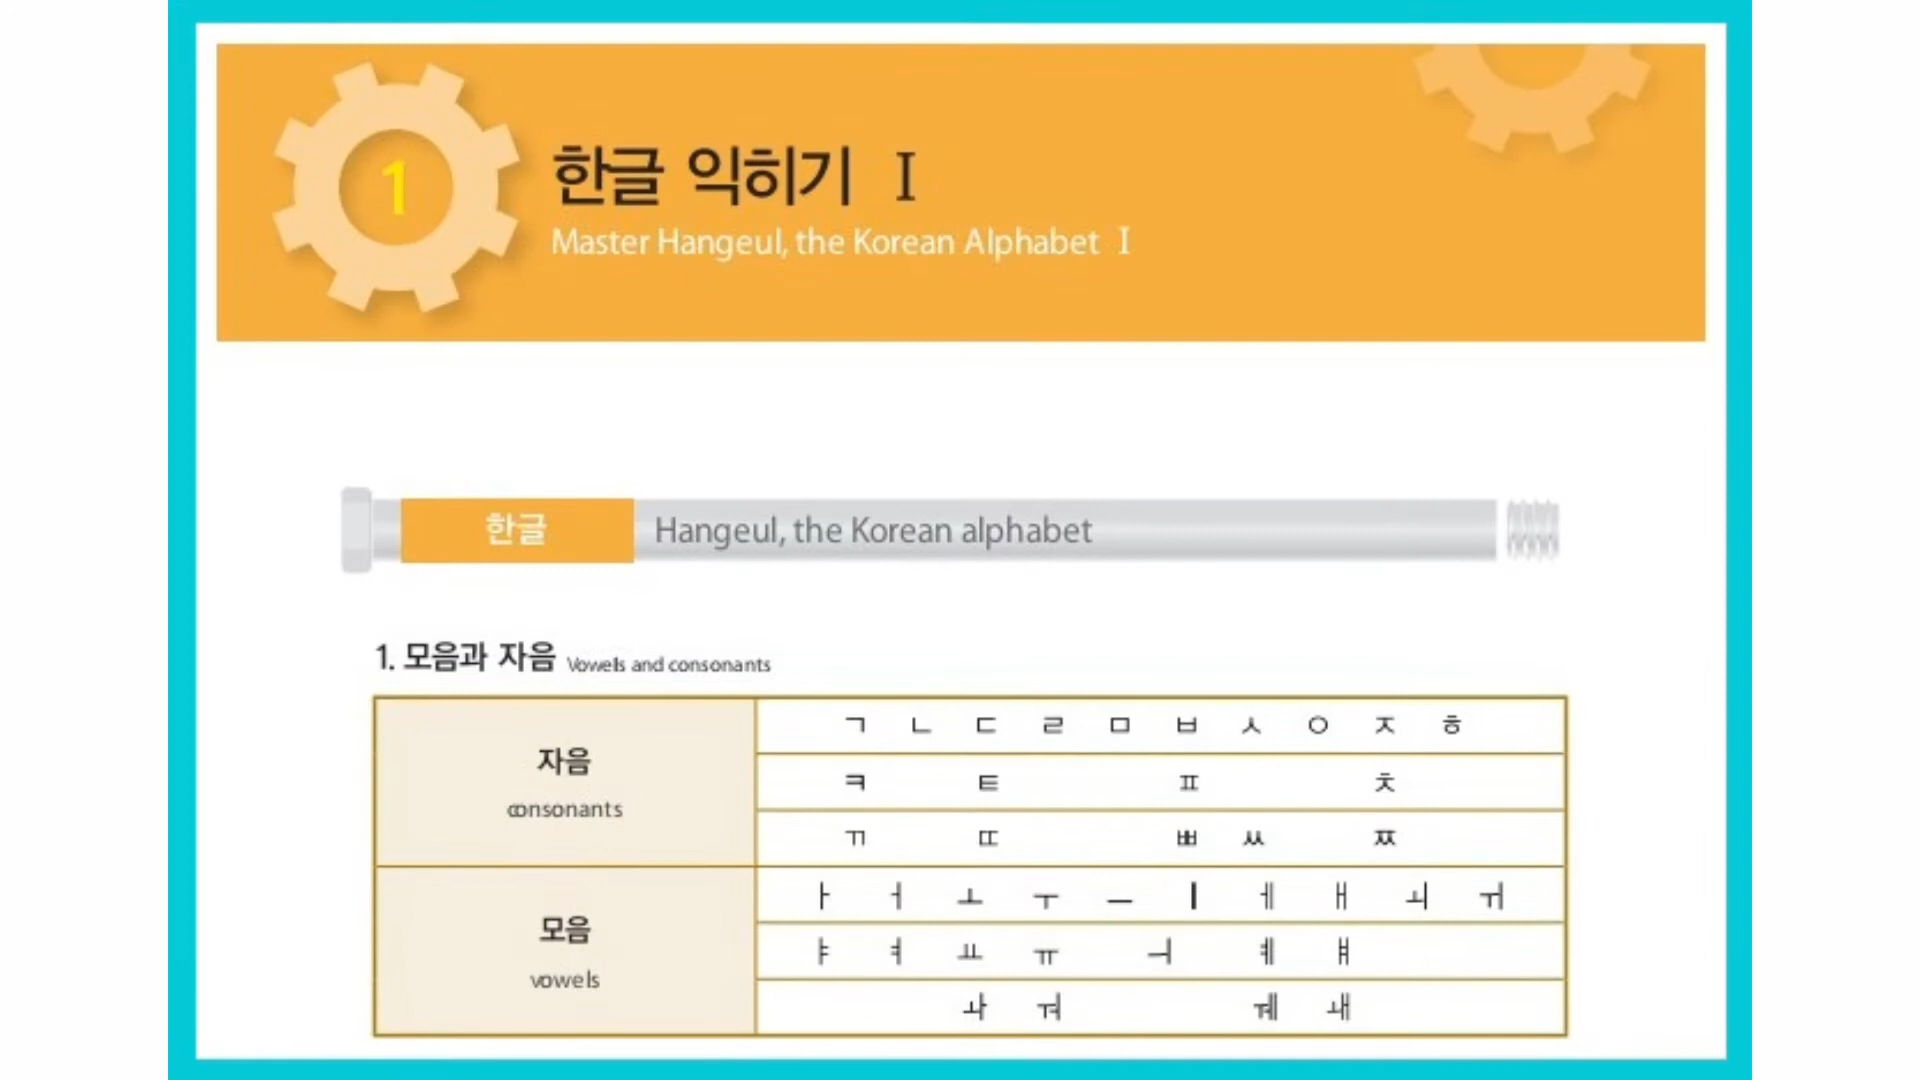 1
한글 익히기 Ⅰ
Master Hangeul, the Korean Alphabet Ⅰ
한글 Hangeul, the Korean alphabet
1. 모음과 자음 Vowels and consonants
자음
consonants
ㄱ ㄴ ㄷ ㄹ ㅁ ㅂ ㅅ ㅇ ㅈ ㅎ
ㅋ ㅌ ㅍ ㅊ
ㄲ ㄸ ㅃ ㅆ ㅉ
모음
vowels
ㅏ ㅓ ㅗ ㅜ ㅡ ㅣ ㅔ ㅐ ㅚ ㅟ
ㅑ ㅕ ㅛ ㅠ ㅢ ㅖ ㅒ
ㅘ ㅝ ㅞ ㅙ